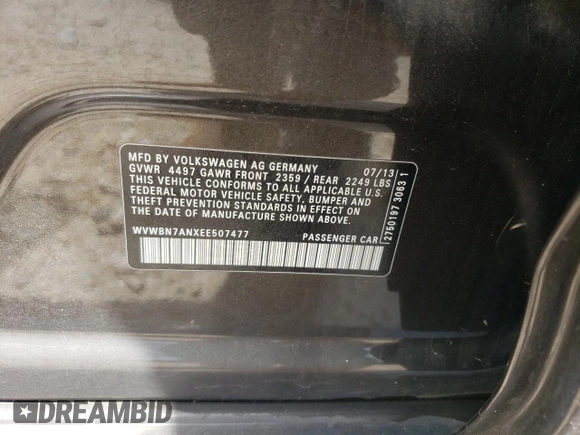 MFD BY VOLKSWAGEN AG GERMANY 07/13
GVWR 4497 GAWR FRONT 2359 / REAR 2249 LBS
THIS VEHICLE CONFORMS TO ALL APPLICABLE U.S.
FEDERAL MOTOR VEHICLE SAFETY, BUMPER AND
THEFT PREVENTION STANDARDS IN EFFECT ON
THE DATE OF MANUFACTURE SHOWN ABOVE.
WVWBN7ANXEE507477 PASSENGER CAR
2750197 3063 1
DREAMBID